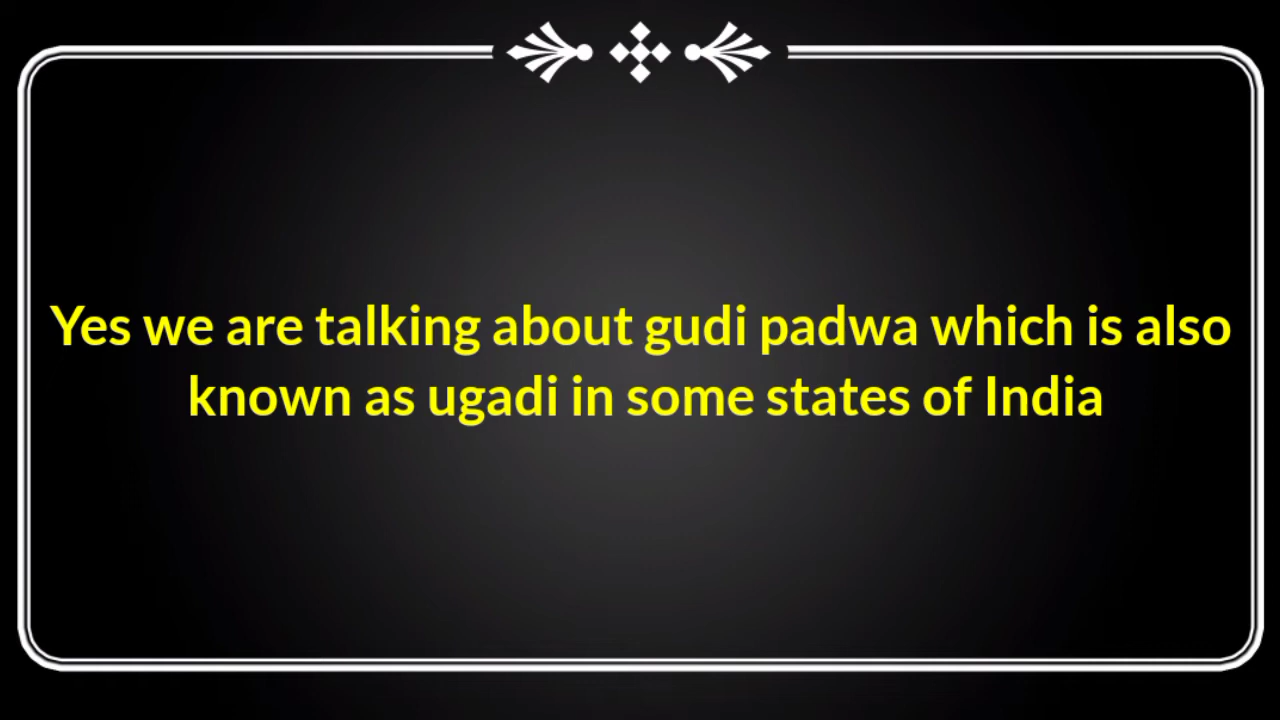 Yes we are talking about gudi padwa which is also
known as ugadi in some states of India